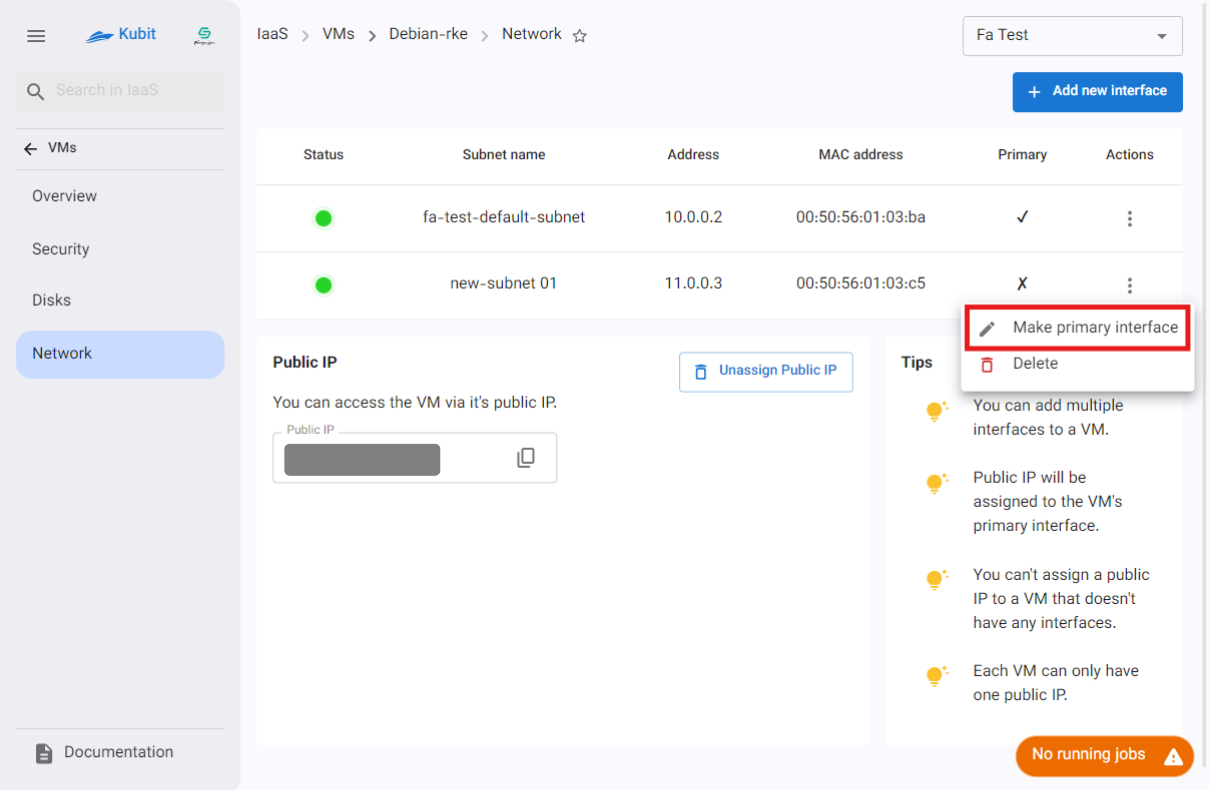 Kubit
IaaS > VMs > Debian-rke > Network
Fa Test
Search in IaaS
+ Add new interface
VMs
Overview
Security
Disks
Network
Status Subnet name Address MAC address Primary Actions
fa-test-default-subnet 10.0.0.2 00:50:56:01:03:ba ✓
new-subnet 01 11.0.0.3 00:50:56:01:03:c5 ✗
Make primary interface
Delete
Public IP
Unassign Public IP
You can access the VM via it's public IP.
Public IP
Tips
You can add multiple
interfaces to a VM.
Public IP will be
assigned to the VM's
primary interface.
You can't assign a public
IP to a VM that doesn't
have any interfaces.
Each VM can only have
one public IP.
Documentation
No running jobs